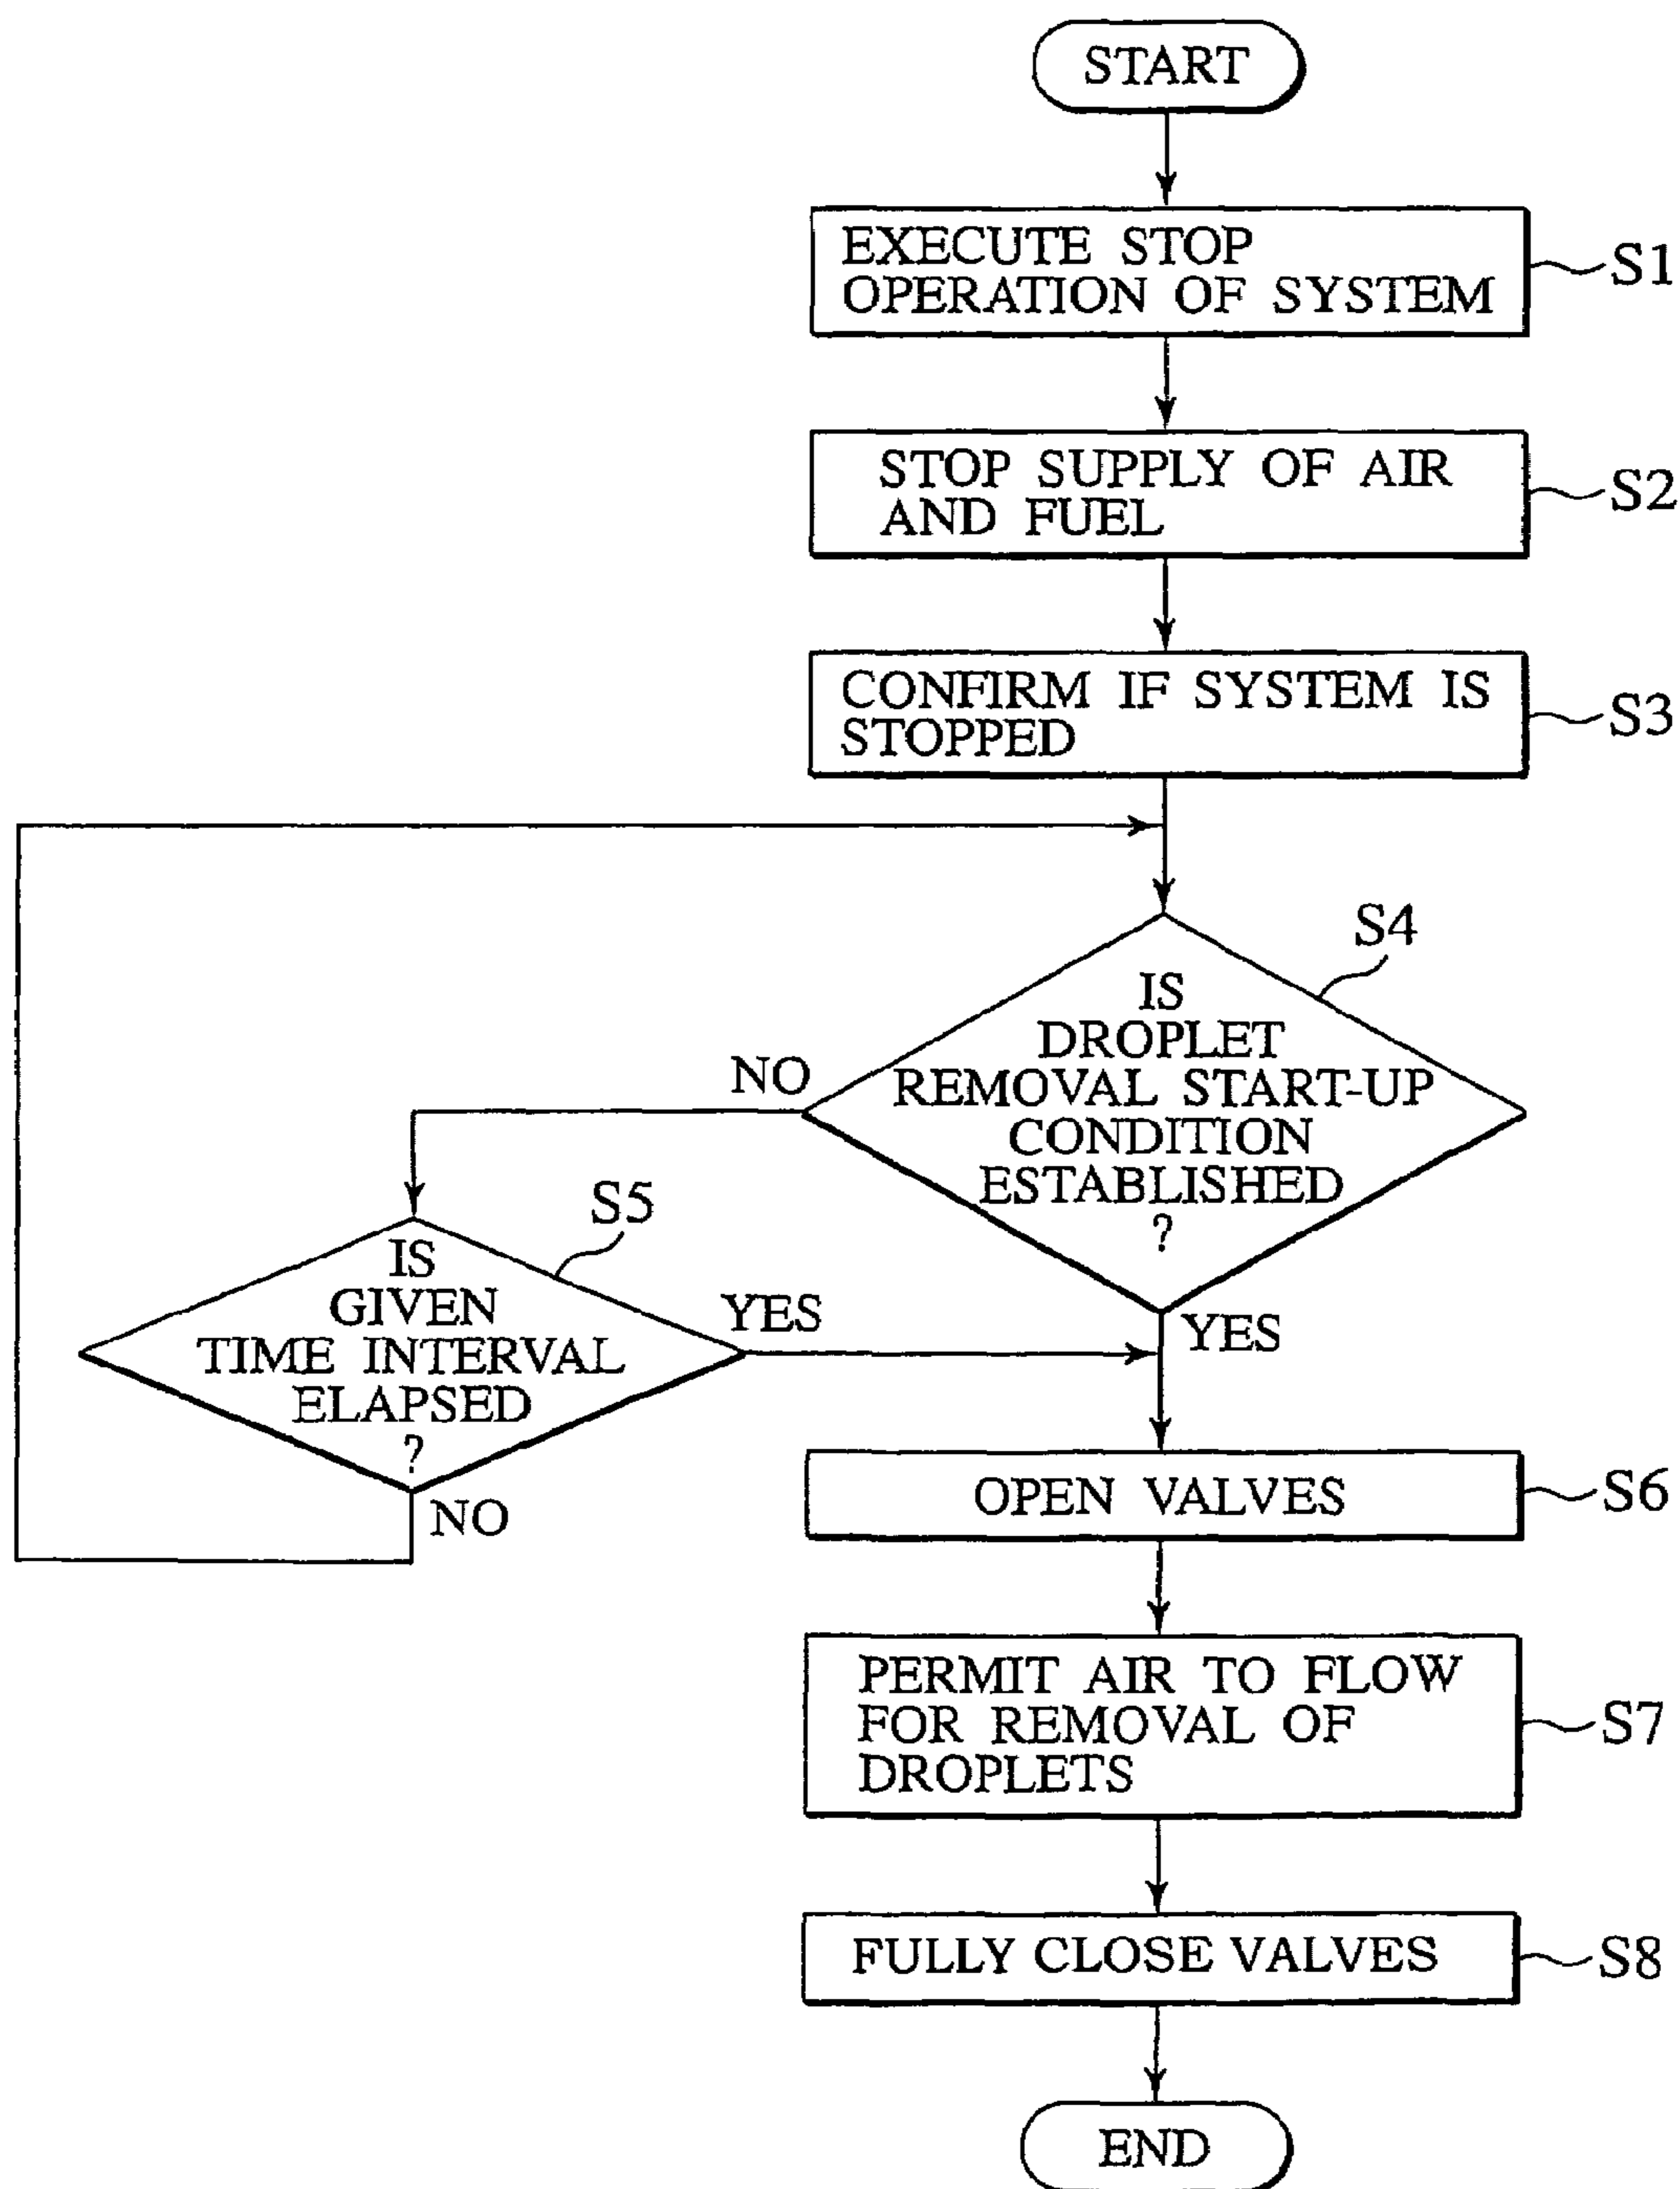 START
EXECUTE STOP
OPERATION OF SYSTEM
S1
STOP SUPPLY OF AIR
AND FUEL
S2
CONFIRM IF SYSTEM IS
STOPPED
S3
S4
IS
DROPLET
REMOVAL START-UP
CONDITION
ESTABLISHED
?
NO
YES
S5
IS
GIVEN
TIME INTERVAL
ELAPSED
?
YES
NO
OPEN VALVES
S6
PERMIT AIR TO FLOW
FOR REMOVAL OF
DROPLETS
S7
FULLY CLOSE VALVES
S8
END